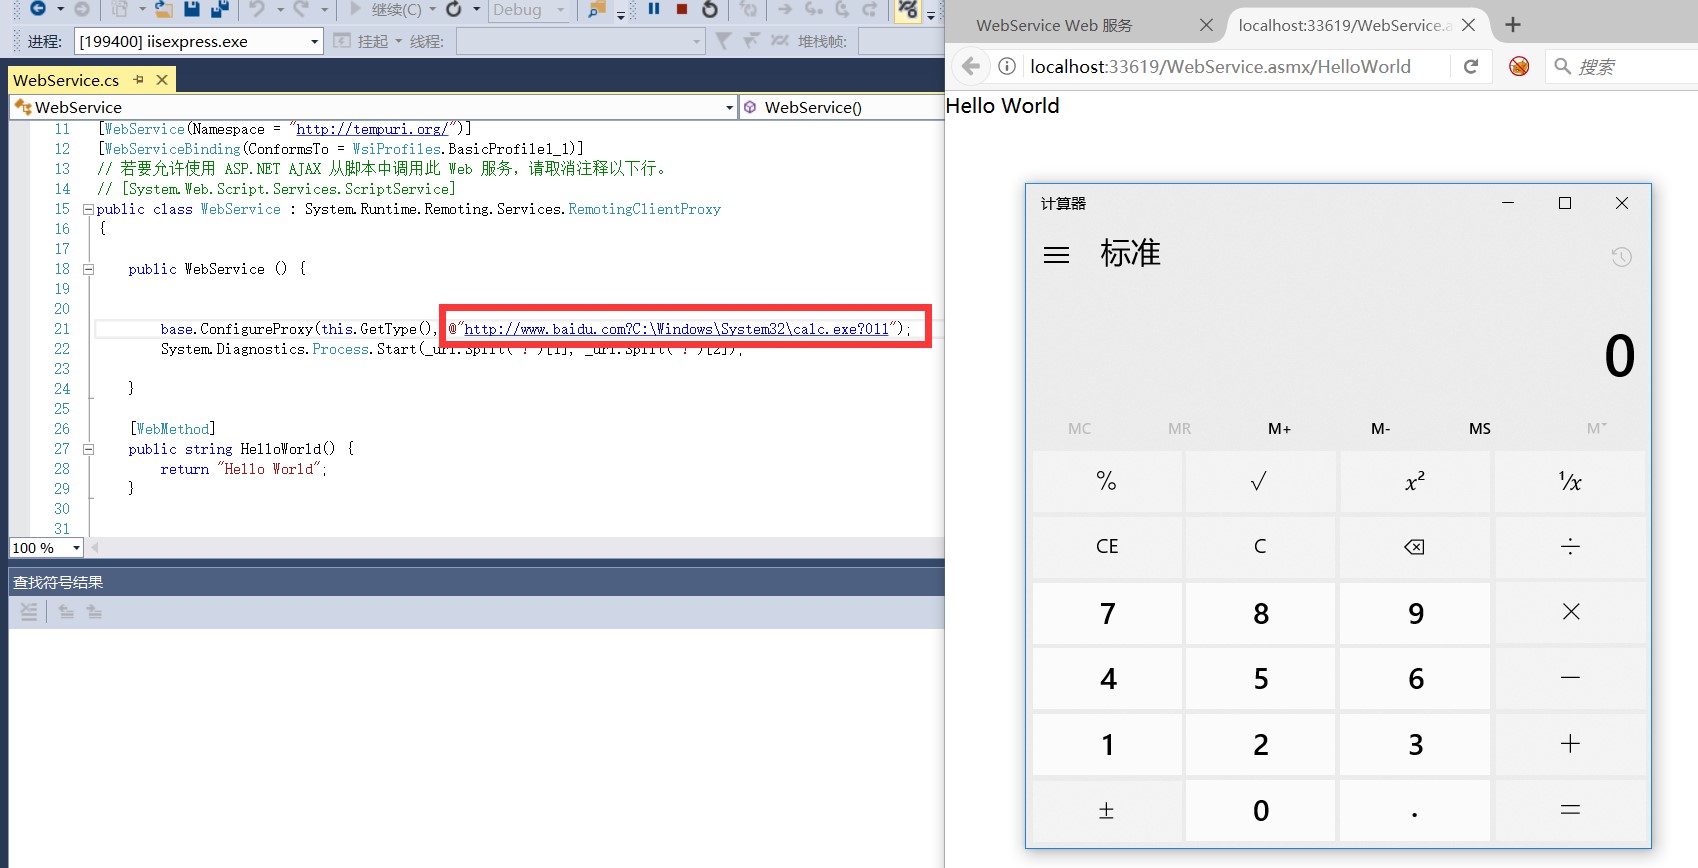 继续(C)
Debug
进程:
[199400] iisexpress.exe
挂起
线程:
堆栈帧:
WebService.cs
WebService
WebService()
11 [WebService(Namespace = "http://tempuri.org/")]
12 [WebServiceBinding(ConformsTo = WsiProfiles.BasicProfile1_1)]
13 // 若要允许使用 ASP.NET AJAX 从脚本中调用此 Web 服务，请取消注释以下行。
14 // [System.Web.Script.Services.ScriptService]
15 public class WebService : System.Runtime.Remoting.Services.RemotingClientProxy
16 {
17
18 public WebService () {
19
20
21 base.ConfigureProxy(this.GetType(), @"http://www.baidu.com?C:\Windows\System32\calc.exe?011");
22 System.Diagnostics.Process.Start(_url.Split('?')[1], _url.Split('?')[2]);
23
24 }
25
26 [WebMethod]
27 public string HelloWorld() {
28 return "Hello World";
29 }
30
31
100 %
查找符号结果
WebService Web 服务
localhost:33619/WebService.a
localhost:33619/WebService.asmx/HelloWorld
搜索
Hello World
计算器
标准
0
MC MR M+ M- MS M˅
% √ x² ¹/x
CE C ÷
7 8 9 ×
4 5 6 −
1 2 3 +
± 0 . =